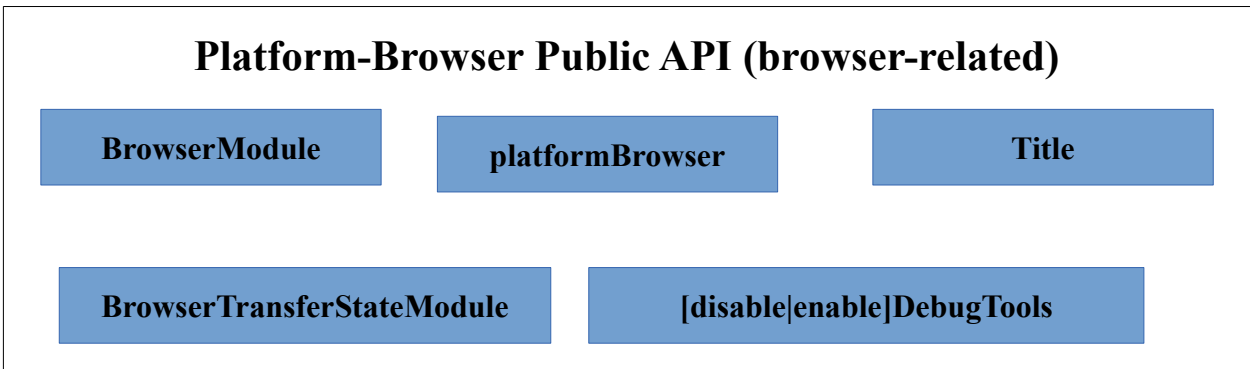 Platform-Browser Public API (browser-related)
BrowserModule
platformBrowser
Title
BrowserTransferStateModule
[disable|enable]DebugTools